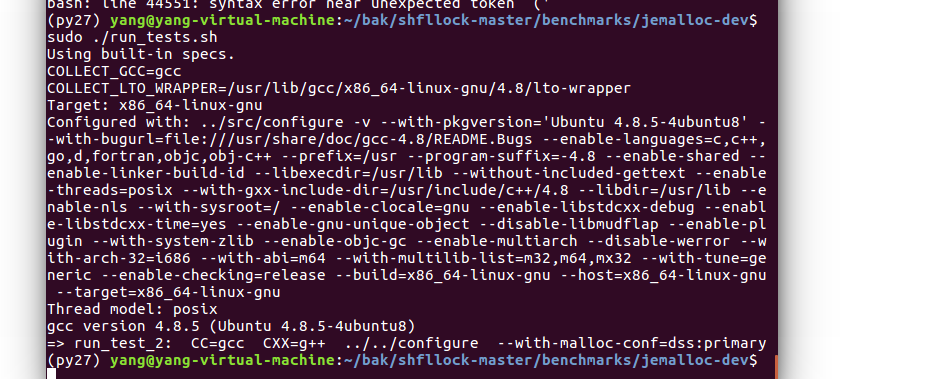 bash: line 44551: syntax error near unexpected token `('
(py27) yang@yang-virtual-machine:~/bak/shfllock-master/benchmarks/jemalloc-dev$
sudo ./run_tests.sh
Using built-in specs.
COLLECT_GCC=gcc
COLLECT_LTO_WRAPPER=/usr/lib/gcc/x86_64-linux-gnu/4.8/lto-wrapper
Target: x86_64-linux-gnu
Configured with: ../src/configure -v --with-pkgversion='Ubuntu 4.8.5-4ubuntu8' -
-with-bugurl=file:///usr/share/doc/gcc-4.8/README.Bugs --enable-languages=c,c++,
go,d,fortran,objc,obj-c++ --prefix=/usr --program-suffix=-4.8 --enable-shared --
enable-linker-build-id --libexecdir=/usr/lib --without-included-gettext --enable
-threads=posix --with-gxx-include-dir=/usr/include/c++/4.8 --libdir=/usr/lib --e
nable-nls --with-sysroot=/ --enable-clocale=gnu --enable-libstdcxx-debug --enabl
e-libstdcxx-time=yes --enable-gnu-unique-object --disable-libmudflap --enable-pl
ugin --with-system-zlib --enable-objc-gc --enable-multiarch --disable-werror --w
ith-arch-32=i686 --with-abi=m64 --with-multilib-list=m32,m64,mx32 --with-tune=ge
neric --enable-checking=release --build=x86_64-linux-gnu --host=x86_64-linux-gnu
--target=x86_64-linux-gnu
Thread model: posix
gcc version 4.8.5 (Ubuntu 4.8.5-4ubuntu8)
=> run_test_2:  CC=gcc  CXX=g++  ../../configure  --with-malloc-conf=dss:primary
(py27) yang@yang-virtual-machine:~/bak/shfllock-master/benchmarks/jemalloc-dev$